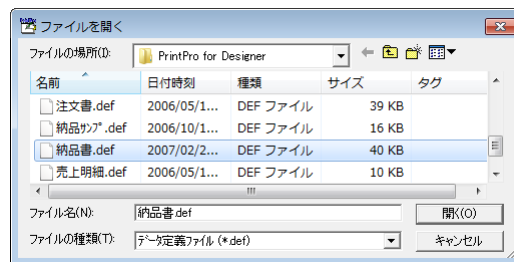 ファイルを開く
ファイルの場所(I): PrintPro for Designer
名前 日付時刻 種類 サイズ タグ
注文書.def 2006/05/1... DEF ファイル 39 KB
納品ｻﾝﾌﾟ.def 2006/10/1... DEF ファイル 16 KB
納品書.def 2007/02/2... DEF ファイル 40 KB
売上明細.def 2006/05/1... DEF ファイル 10 KB
ファイル名(N): 納品書.def 開く(O)
ファイルの種類(T): ﾃﾞｰﾀ定義ﾌｧｲﾙ (*.def) キャンセル